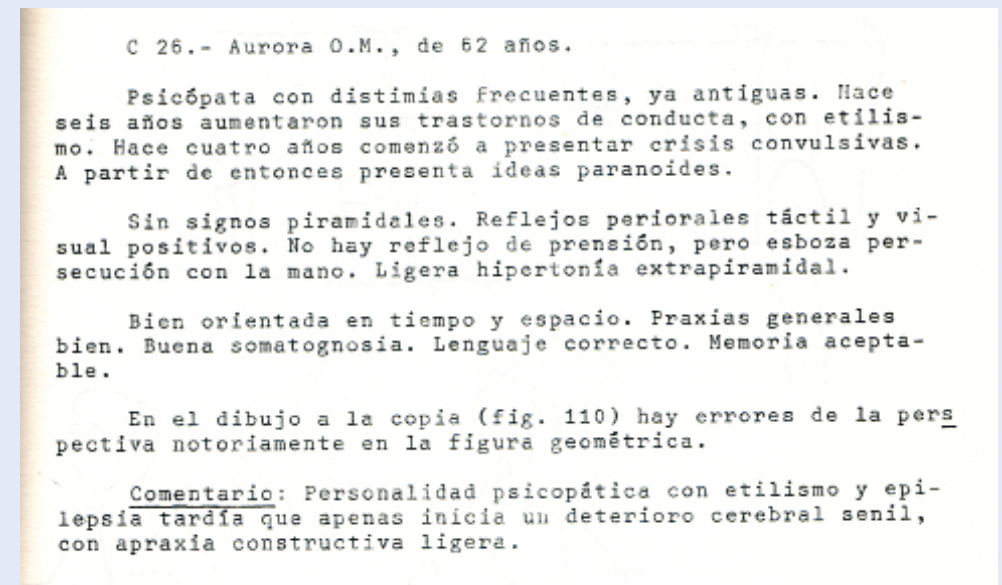 C 26.- Aurora O.M., de 62 años.
Psicópata con distimias frecuentes, ya antiguas. Hace
seis años aumentaron sus trastornos de conducta, con etilis-
mo. Hace cuatro años comenzó a presentar crisis convulsivas.
A partir de entonces presenta ideas paranoides.
Sin signos piramidales. Reflejos periorales táctil y vi-
sual positivos. No hay reflejo de prensión, pero esboza per-
secución con la mano. Ligera hipertonía extrapiramidal.
Bien orientada en tiempo y espacio. Praxias generales
bien. Buena somatognosia. Lenguaje correcto. Memoria acepta-
ble.
En el dibujo a la copia (fig. 110) hay errores de la pers
pectiva notoriamente en la figura geométrica.
Comentario: Personalidad psicopática con etilismo y epi-
lepsia tardía que apenas inicia un deterioro cerebral senil,
con apraxia constructiva ligera.